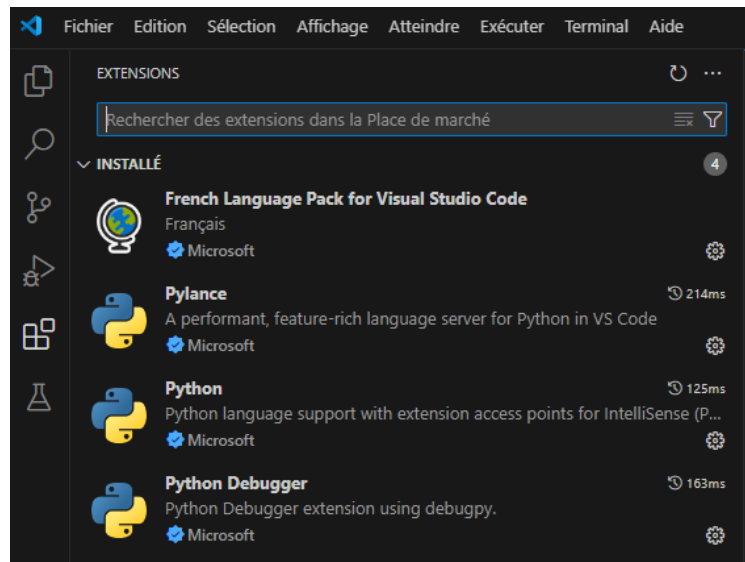 Fichier Edition Sélection Affichage Atteindre Exécuter Terminal Aide
EXTENSIONS
Rechercher des extensions dans la Place de marché
INSTALLÉ 4
French Language Pack for Visual Studio Code
Français
Microsoft
Pylance 214ms
A performant, feature-rich language server for Python in VS Code
Microsoft
Python 125ms
Python language support with extension access points for IntelliSense (P...
Microsoft
Python Debugger 163ms
Python Debugger extension using debugpy.
Microsoft